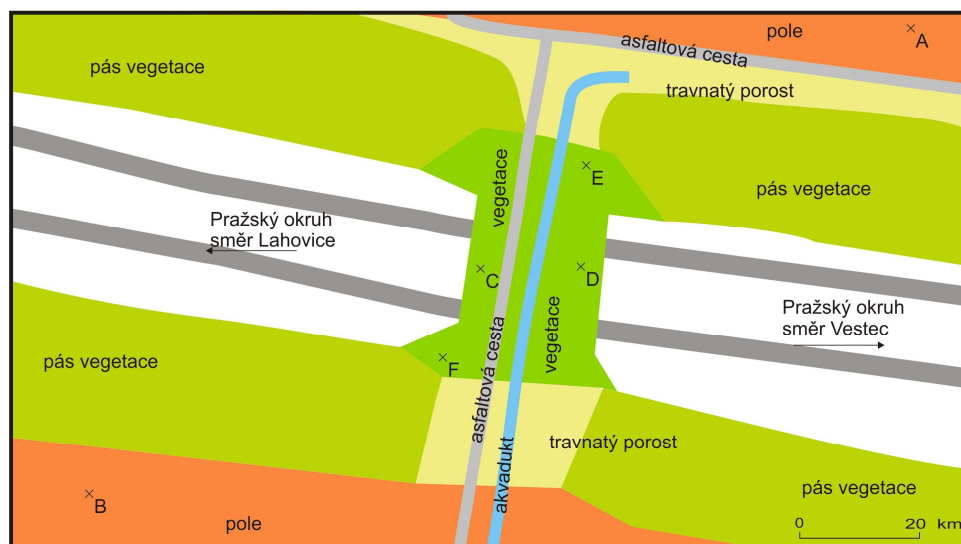 pole
A
asfaltová cesta
pás vegetace
travnatý porost
vegetace
E
pás vegetace
Pražský okruh
směr Lahovice
C
D
Pražský okruh
směr Vestec
vegetace
pás vegetace
F
asfaltová cesta
travnatý porost
akvadukt
B
pole
pás vegetace
0 20 km